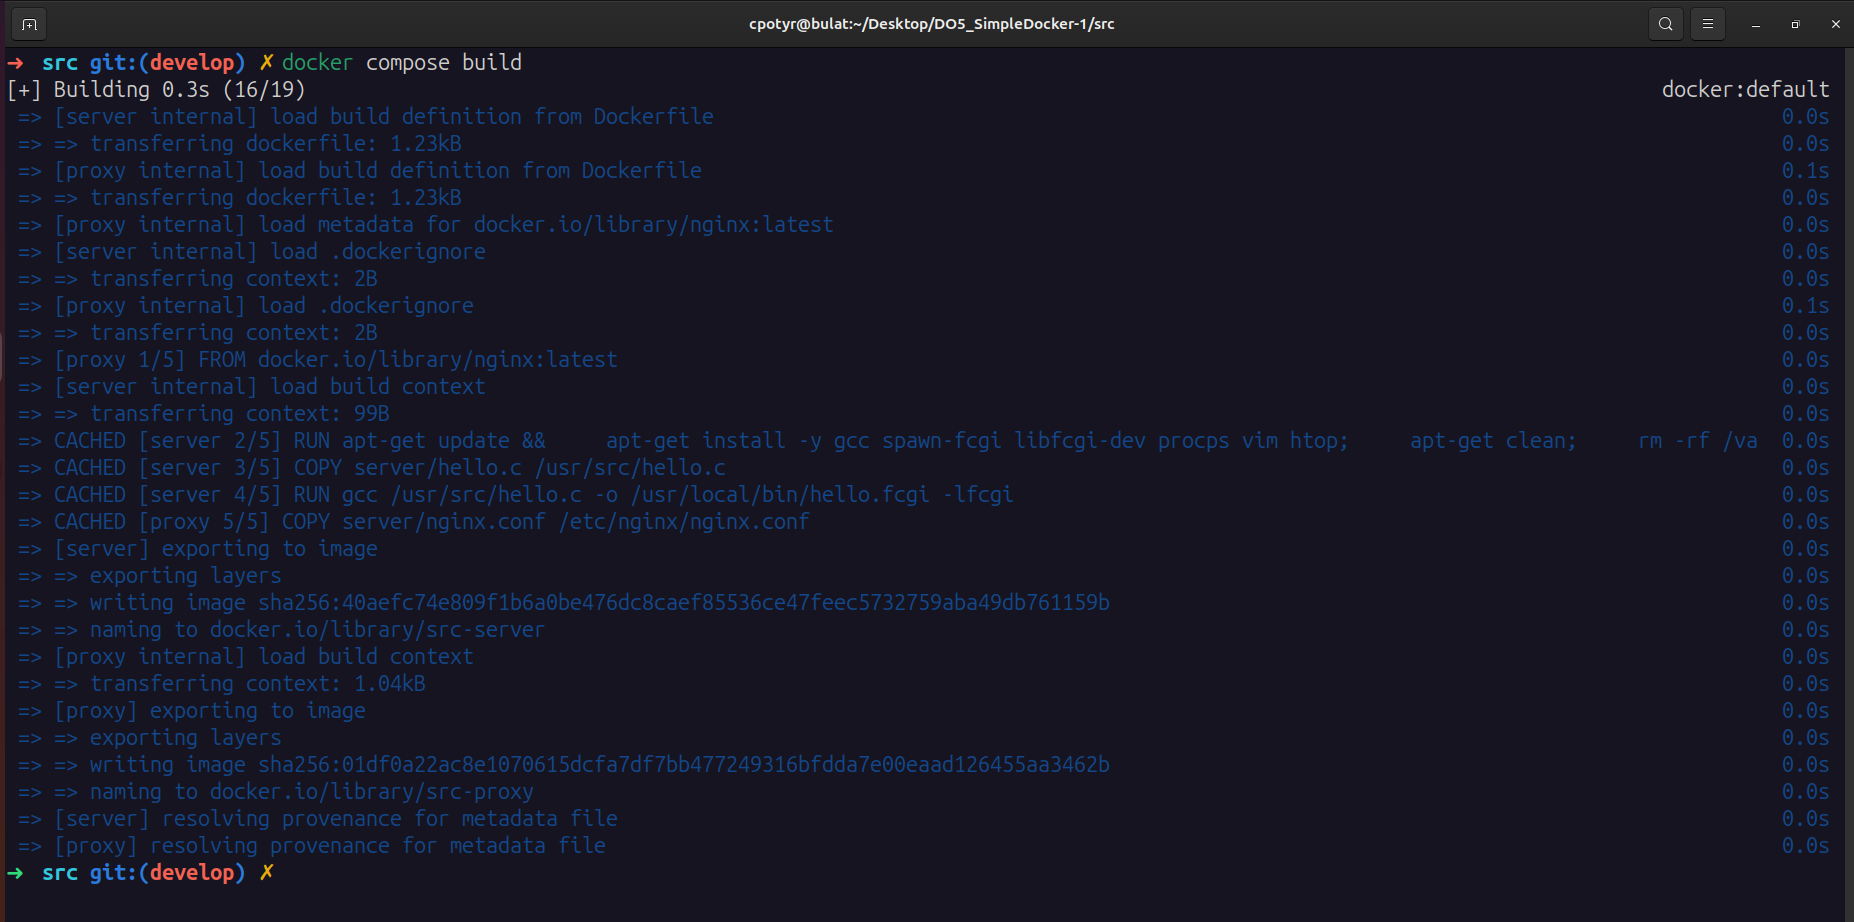 cpotyr@bulat:~/Desktop/DO5_SimpleDocker-1/src
➜ src git:(develop) ✗ docker compose build
[+] Building 0.3s (16/19) docker:default
=> [server internal] load build definition from Dockerfile 0.0s
=> => transferring dockerfile: 1.23kB 0.0s
=> [proxy internal] load build definition from Dockerfile 0.1s
=> => transferring dockerfile: 1.23kB 0.0s
=> [proxy internal] load metadata for docker.io/library/nginx:latest 0.0s
=> [server internal] load .dockerignore 0.0s
=> => transferring context: 2B 0.0s
=> [proxy internal] load .dockerignore 0.1s
=> => transferring context: 2B 0.0s
=> [proxy 1/5] FROM docker.io/library/nginx:latest 0.0s
=> [server internal] load build context 0.0s
=> => transferring context: 99B 0.0s
=> CACHED [server 2/5] RUN apt-get update && apt-get install -y gcc spawn-fcgi libfcgi-dev procps vim htop; apt-get clean; rm -rf /va 0.0s
=> CACHED [server 3/5] COPY server/hello.c /usr/src/hello.c 0.0s
=> CACHED [server 4/5] RUN gcc /usr/src/hello.c -o /usr/local/bin/hello.fcgi -lfcgi 0.0s
=> CACHED [proxy 5/5] COPY server/nginx.conf /etc/nginx/nginx.conf 0.0s
=> [server] exporting to image 0.0s
=> => exporting layers 0.0s
=> => writing image sha256:40aefc74e809f1b6a0be476dc8caef85536ce47feec5732759aba49db761159b 0.0s
=> => naming to docker.io/library/src-server 0.0s
=> [proxy internal] load build context 0.0s
=> => transferring context: 1.04kB 0.0s
=> [proxy] exporting to image 0.0s
=> => exporting layers 0.0s
=> => writing image sha256:01df0a22ac8e1070615dcfa7df7bb477249316bfdda7e00eaad126455aa3462b 0.0s
=> => naming to docker.io/library/src-proxy 0.0s
=> [server] resolving provenance for metadata file 0.0s
=> [proxy] resolving provenance for metadata file 0.0s
➜ src git:(develop) ✗